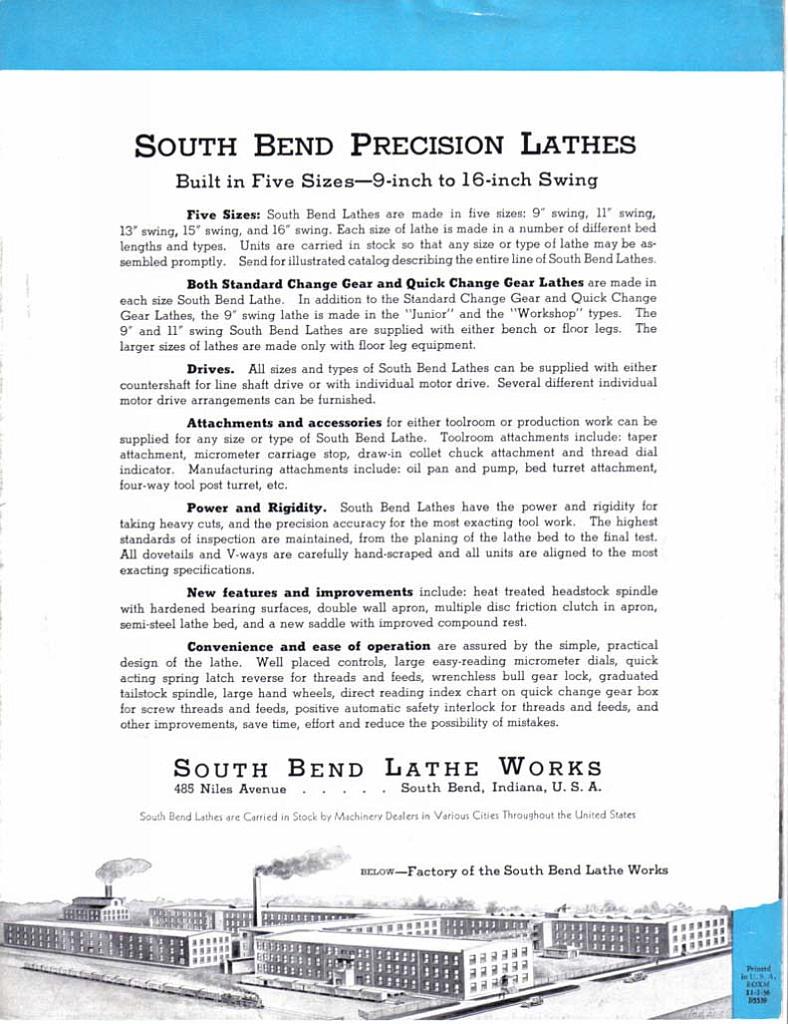 SOUTH BEND PRECISION LATHES
Built in Five Sizes—9-inch to 16-inch Swing
Five Sizes: South Bend Lathes are made in five sizes: 9" swing, 11" swing,
13" swing, 15" swing, and 16" swing. Each size of lathe is made in a number of different bed
lengths and types. Units are carried in stock so that any size or type of lathe may be as-
sembled promptly. Send for illustrated catalog describing the entire line of South Bend Lathes.
Both Standard Change Gear and Quick Change Gear Lathes are made in
each size South Bend Lathe. In addition to the Standard Change Gear and Quick Change
Gear Lathes, the 9" swing lathe is made in the "Junior" and the "Workshop" types. The
9" and 11" swing South Bend Lathes are supplied with either bench or floor legs. The
larger sizes of lathes are made only with floor leg equipment.
Drives. All sizes and types of South Bend Lathes can be supplied with either
countershaft for line shaft drive or with individual motor drive. Several different individual
motor drive arrangements can be furnished.
Attachments and accessories for either toolroom or production work can be
supplied for any size or type of South Bend Lathe. Toolroom attachments include: taper
attachment, micrometer carriage stop, draw-in collet chuck attachment and thread dial
indicator. Manufacturing attachments include: oil pan and pump, bed turret attachment,
four-way tool post turret, etc.
Power and Rigidity. South Bend Lathes have the power and rigidity for
taking heavy cuts, and the precision accuracy for the most exacting tool work. The highest
standards of inspection are maintained, from the planing of the lathe bed to the final test.
All dovetails and V-ways are carefully hand-scraped and all units are aligned to the most
exacting specifications.
New features and improvements include: heat treated headstock spindle
with hardened bearing surfaces, double wall apron, multiple disc friction clutch in apron,
semi-steel lathe bed, and a new saddle with improved compound rest.
Convenience and ease of operation are assured by the simple, practical
design of the lathe. Well placed controls, large easy-reading micrometer dials, quick
acting spring latch reverse for threads and feeds, wrenchless bull gear lock, graduated
tailstock spindle, large hand wheels, direct reading index chart on quick change gear box
for screw threads and feeds, positive automatic safety interlock for threads and feeds, and
other improvements, save time, effort and reduce the possibility of mistakes.
SOUTH BEND LATHE WORKS
485 Niles Avenue . . . . . South Bend, Indiana, U. S. A.
South Bend Lathes are Carried in Stock by Machinery Dealers in Various Cities Throughout the United States
BELOW—Factory of the South Bend Lathe Works
Printed
in U. S. A.